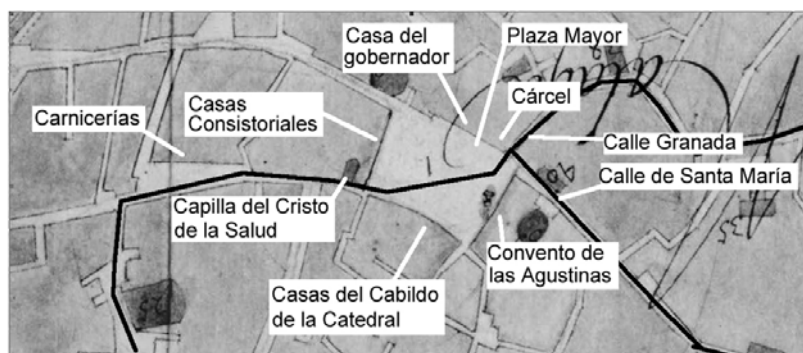 Casa del
gobernador
Plaza Mayor
Cárcel
Casas
Consistoriales
Carnicerías
Calle Granada
Calle de Santa María
Capilla del Cristo
de la Salud
Convento de
las Agustinas
Casas del Cabildo
de la Catedral